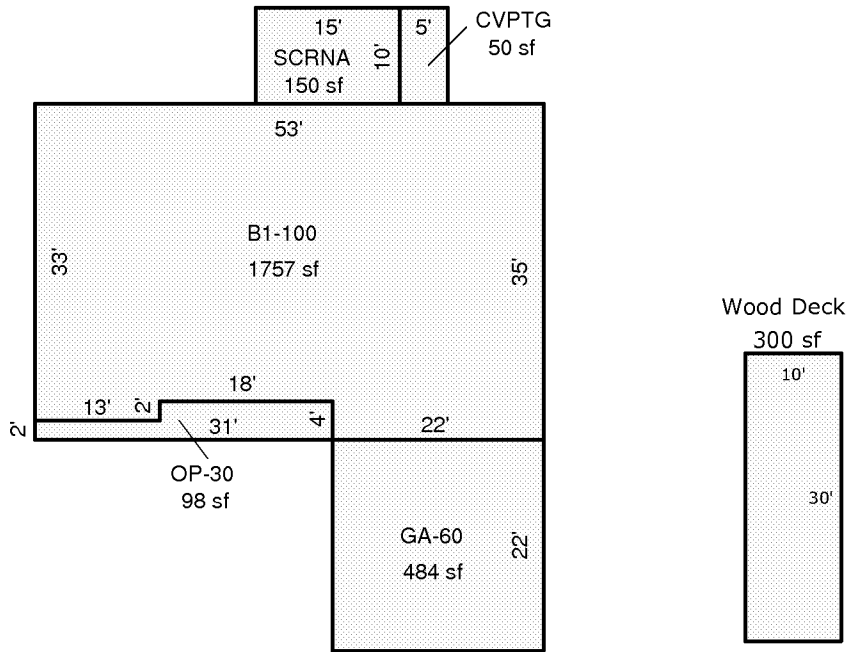 15'
5'
CVPTG
50 sf
SCRNA
150 sf
10'
53'
B1-100
1757 sf
33'
35'
Wood Deck
300 sf
10'
30'
18'
13'
2'
4'
2'
31'
22'
OP-30
98 sf
GA-60
484 sf
22'